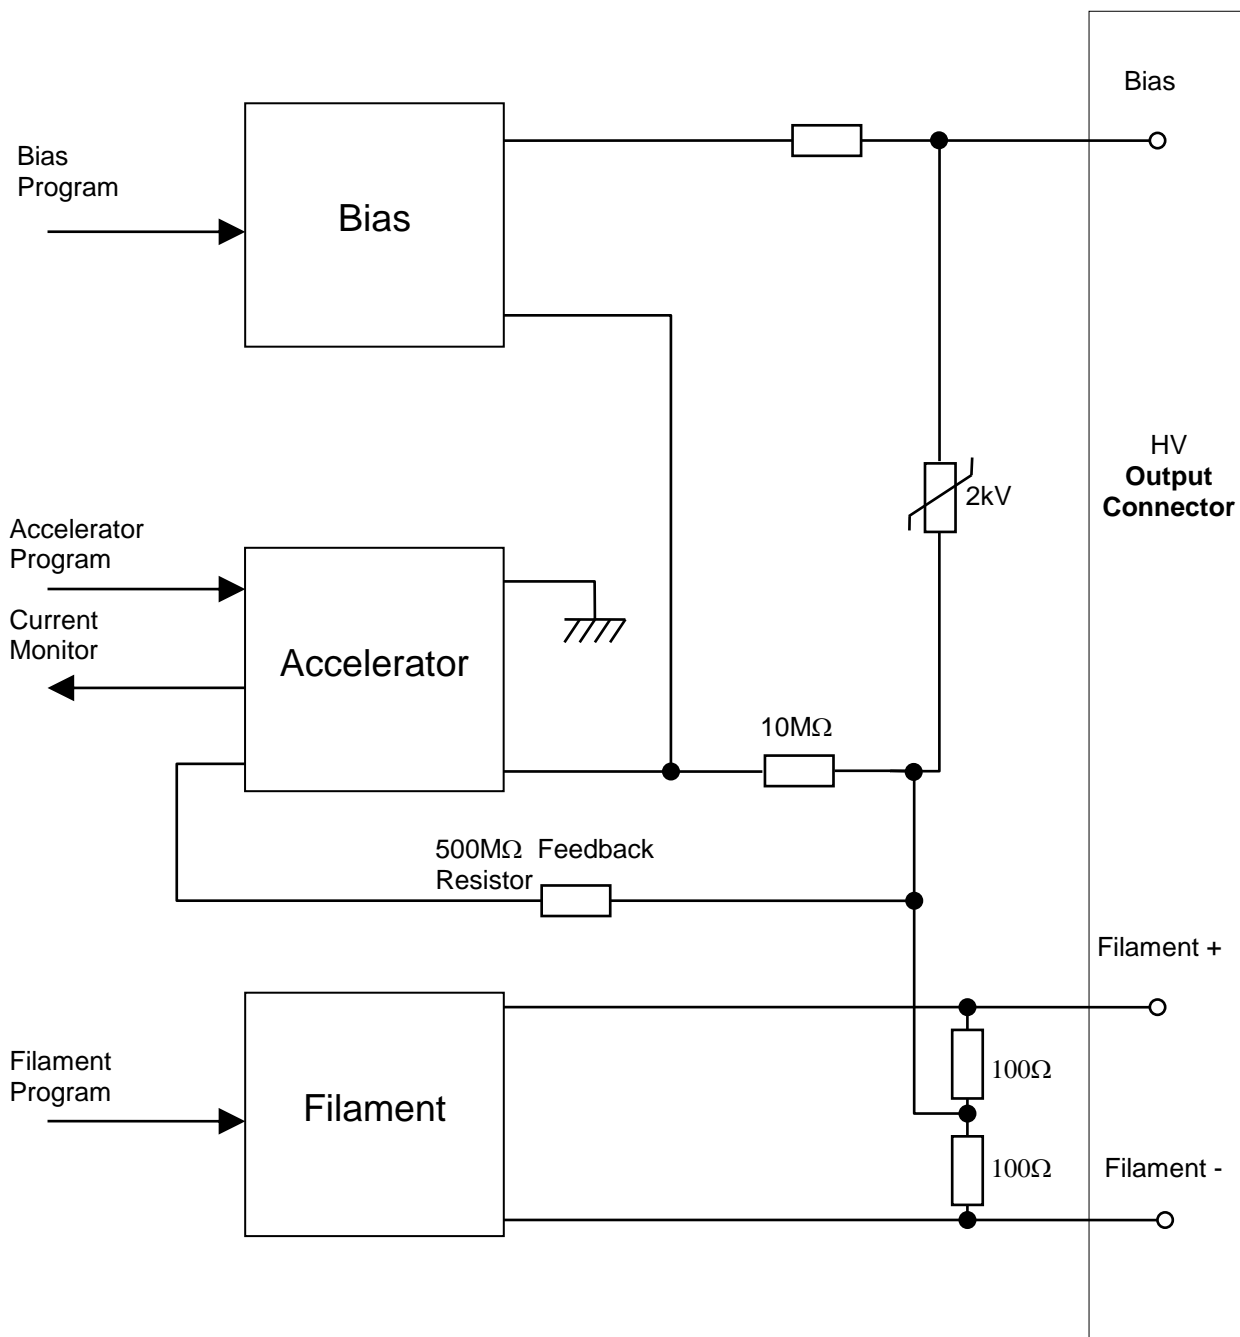 Bias
Bias
Program
Bias
HV
Output
Connector
2kV
Accelerator
Program
Current
Monitor
Accelerator
10MΩ
500MΩ Feedback
Resistor
Filament +
Filament
Program
Filament
100Ω
100Ω
Filament -